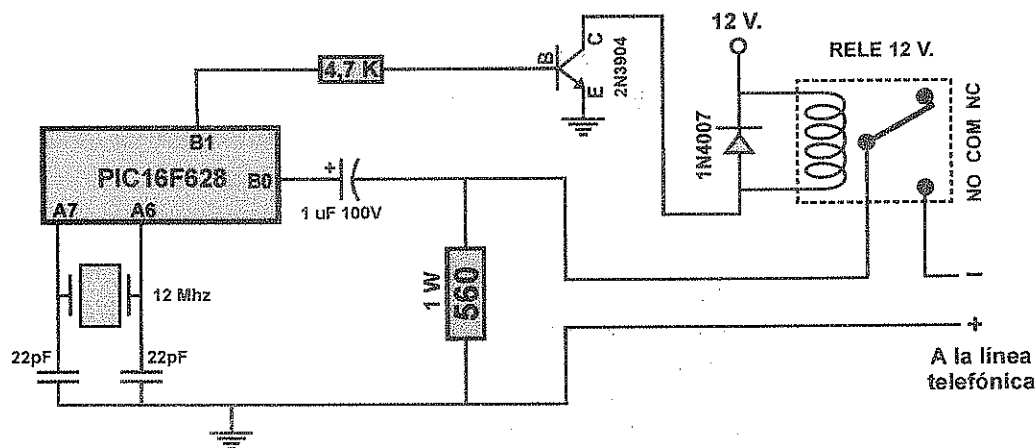 12 V.
RELE 12 V.
4,7 K
B
C
E
2N3904
1N4007
NO COM NC
B1
PIC16F628
B0
A7
A6
+
1 uF 100V
12 Mhz
1 W
560
22pF
22pF
−
+
A la línea
telefónica